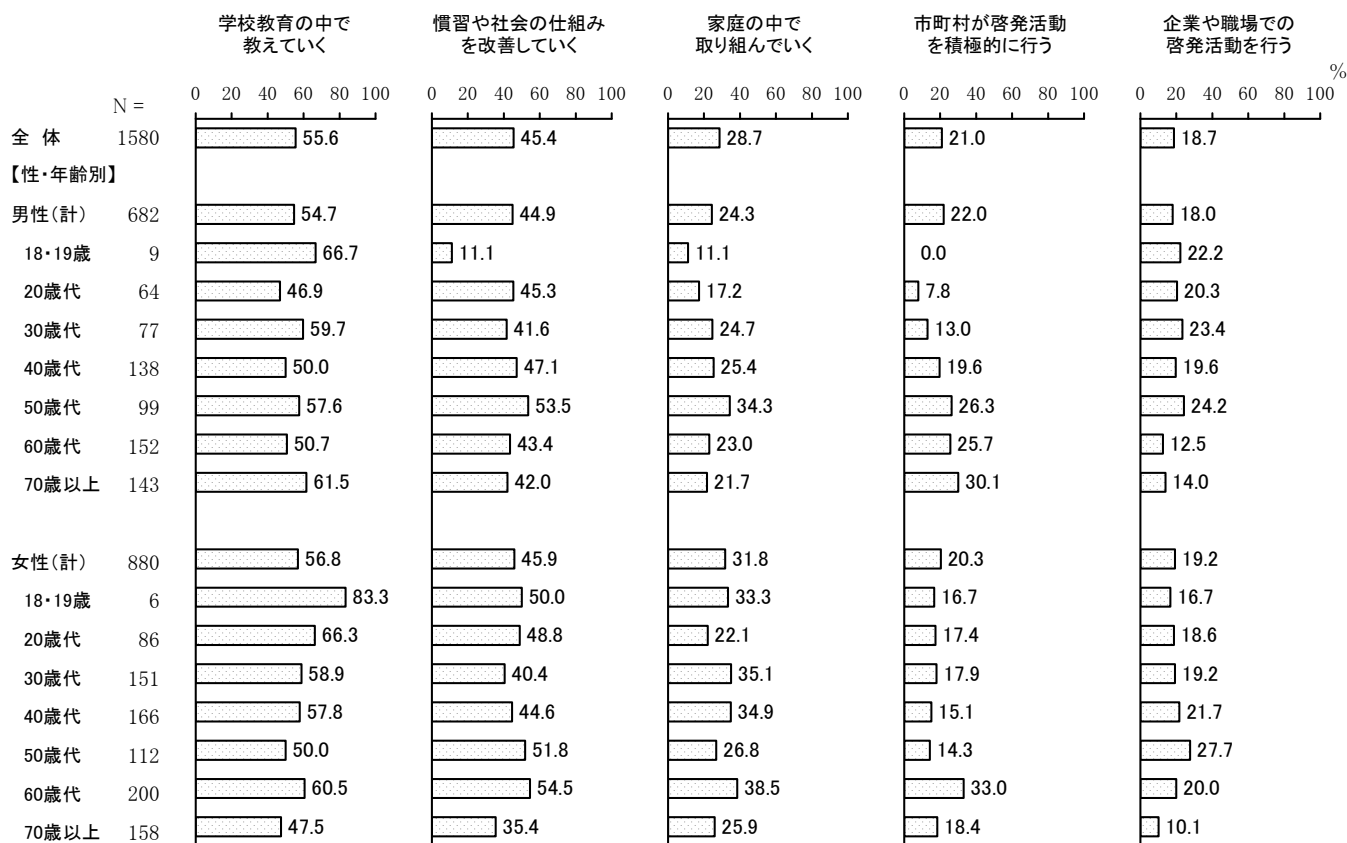 学校教育の中で 慣習や社会の仕組み 家庭の中で 市町村が啓発活動 企業や職場での
教えていく を改善していく 取り組んでいく を積極的に行う 啓発活動を行う
%
N = 0 20 40 60 80 100 0 20 40 60 80 100 0 20 40 60 80 100 0 20 40 60 80 100 0 20 40 60 80 100
全 体 1580 55.6 45.4 28.7 21.0 18.7
【性・年齢別】
男性(計) 682 54.7 44.9 24.3 22.0 18.0
18・19歳 9 66.7 11.1 11.1 0.0 22.2
20歳代 64 46.9 45.3 17.2 7.8 20.3
30歳代 77 59.7 41.6 24.7 13.0 23.4
40歳代 138 50.0 47.1 25.4 19.6 19.6
50歳代 99 57.6 53.5 34.3 26.3 24.2
60歳代 152 50.7 43.4 23.0 25.7 12.5
70歳以上 143 61.5 42.0 21.7 30.1 14.0
女性(計) 880 56.8 45.9 31.8 20.3 19.2
18・19歳 6 83.3 50.0 33.3 16.7 16.7
20歳代 86 66.3 48.8 22.1 17.4 18.6
30歳代 151 58.9 40.4 35.1 17.9 19.2
40歳代 166 57.8 44.6 34.9 15.1 21.7
50歳代 112 50.0 51.8 26.8 14.3 27.7
60歳代 200 60.5 54.5 38.5 33.0 20.0
70歳以上 158 47.5 35.4 25.9 18.4 10.1